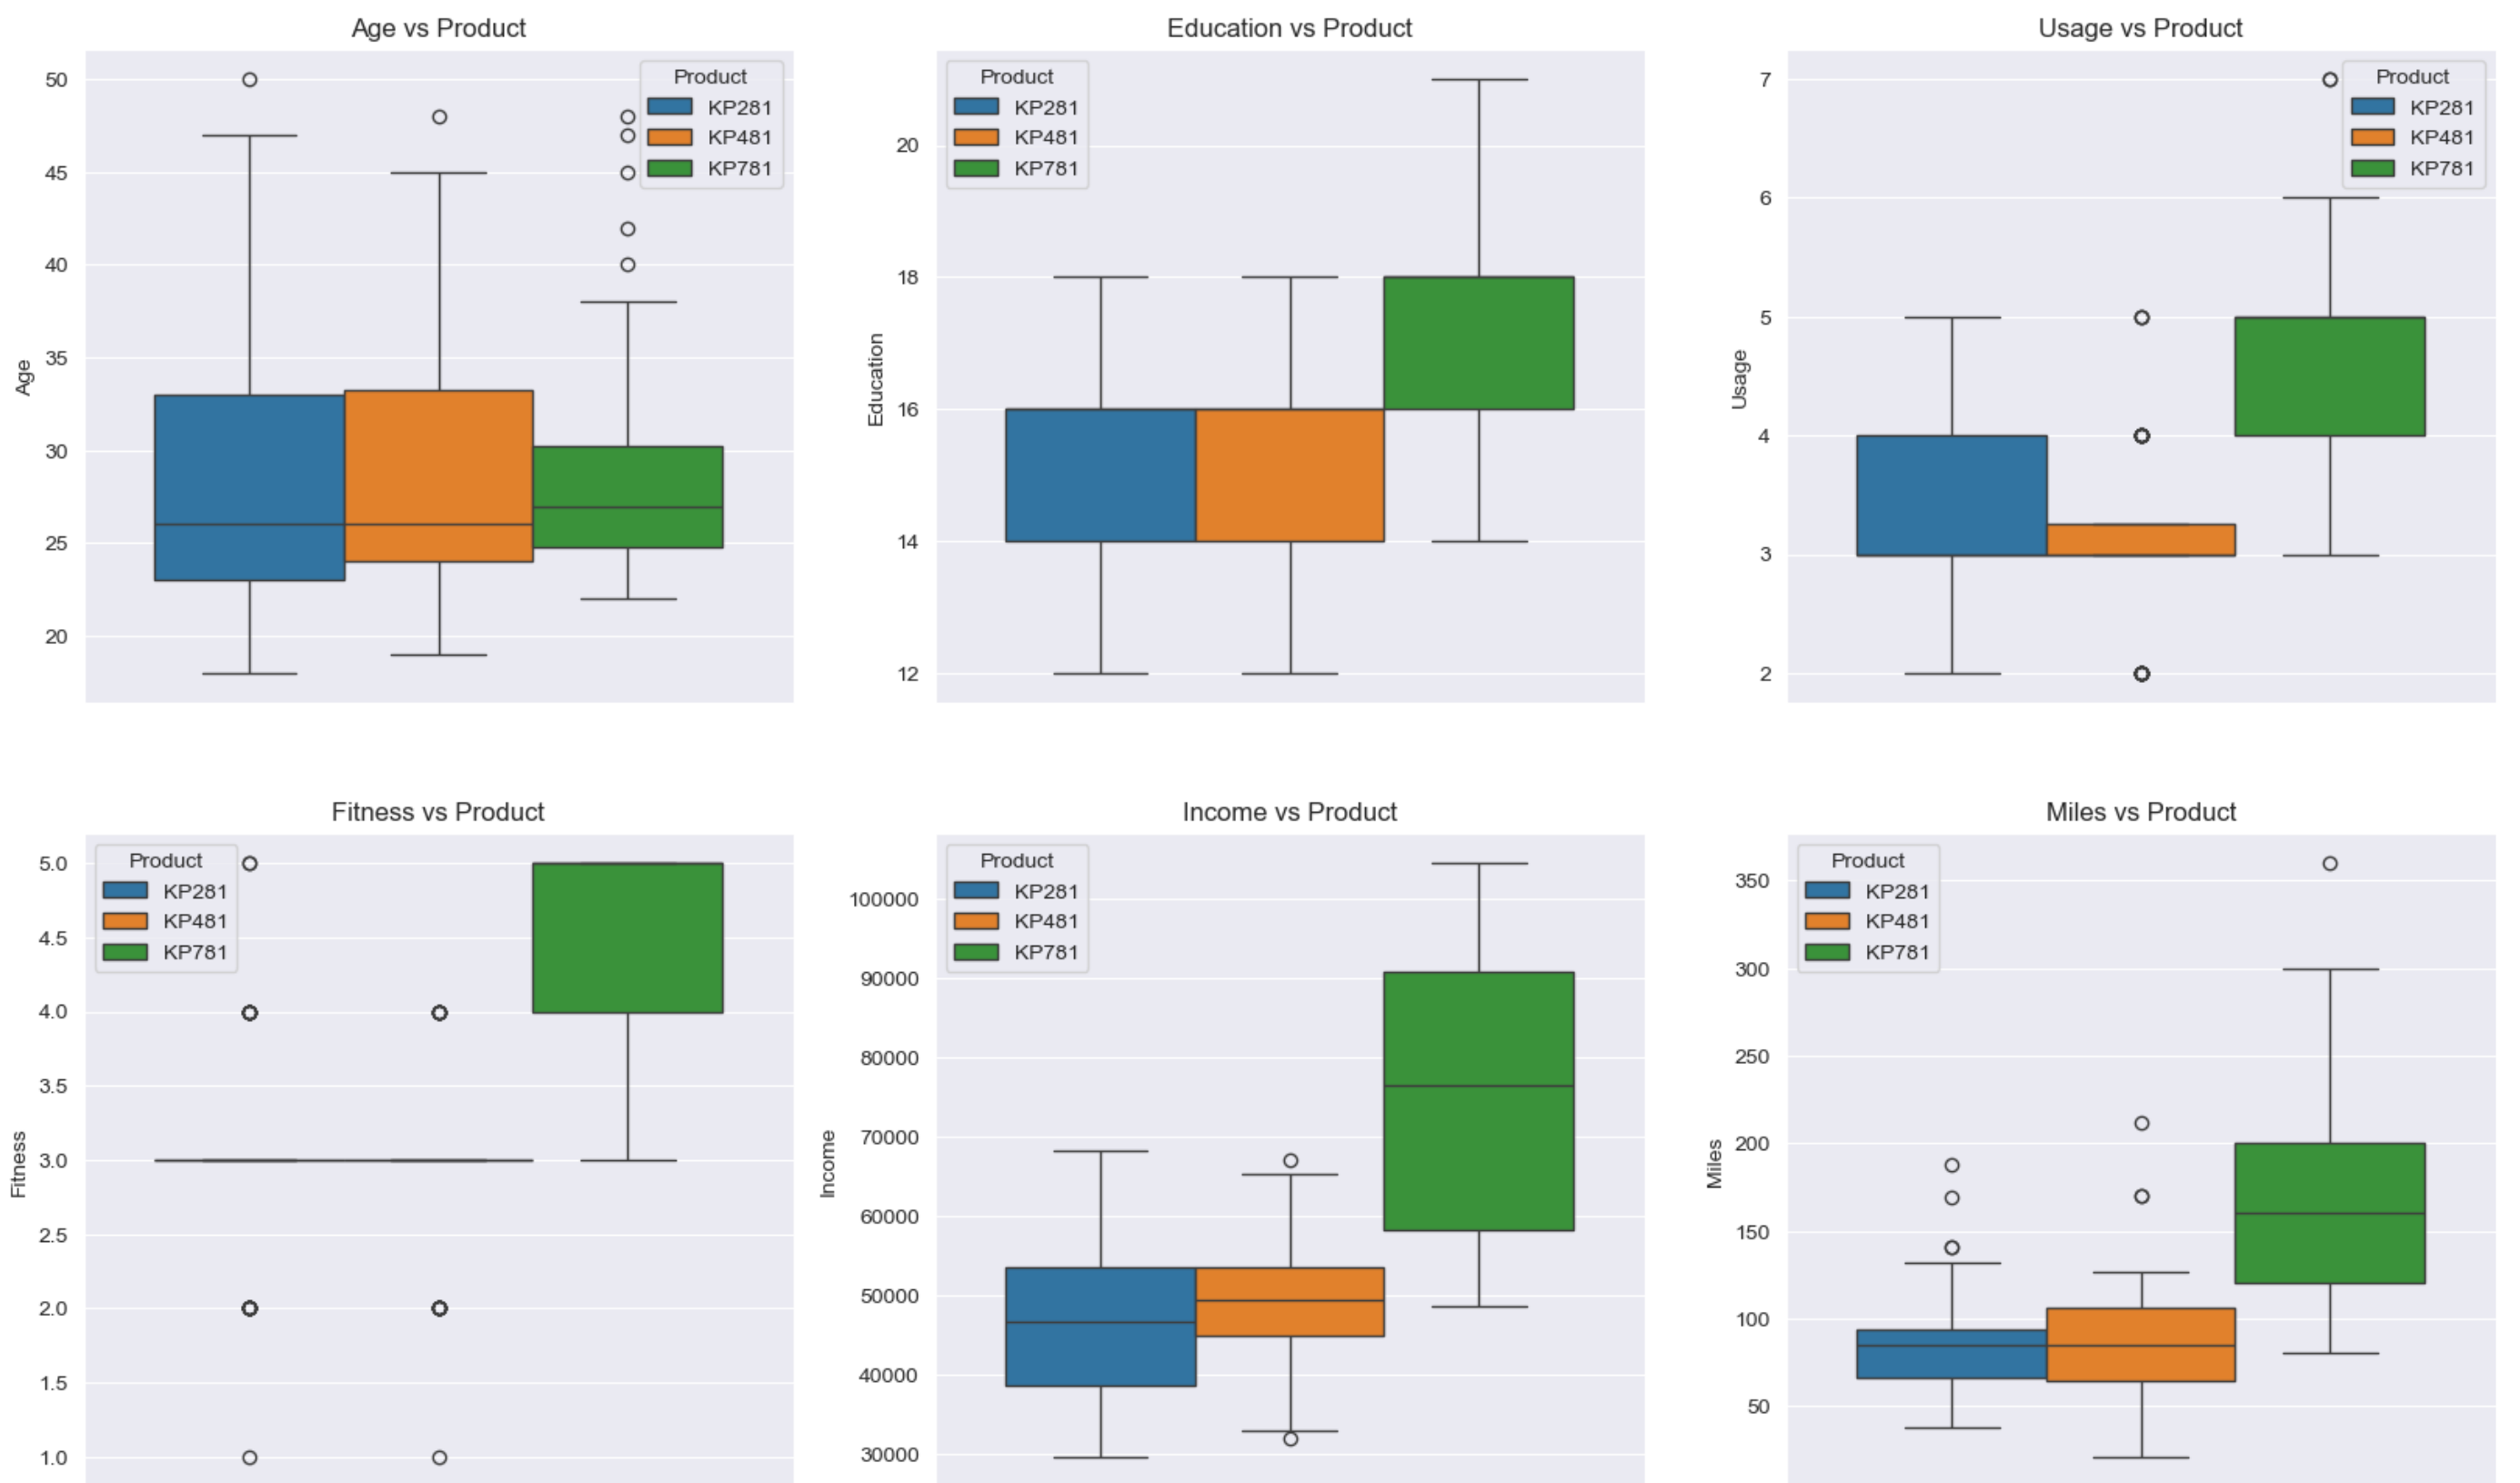 Age vs Product
50
45
40
35
30
25
20
Age
Product
KP281
KP481
KP781
Education vs Product
20
18
16
14
12
Education
Product
KP281
KP481
KP781
Usage vs Product
7
6
5
4
3
2
Usage
Product
KP281
KP481
KP781
Fitness vs Product
5.0
4.5
4.0
3.5
3.0
2.5
2.0
1.5
1.0
Fitness
Product
KP281
KP481
KP781
Income vs Product
100000
90000
80000
70000
60000
50000
40000
30000
Income
Product
KP281
KP481
KP781
Miles vs Product
350
300
250
200
150
100
50
Miles
Product
KP281
KP481
KP781